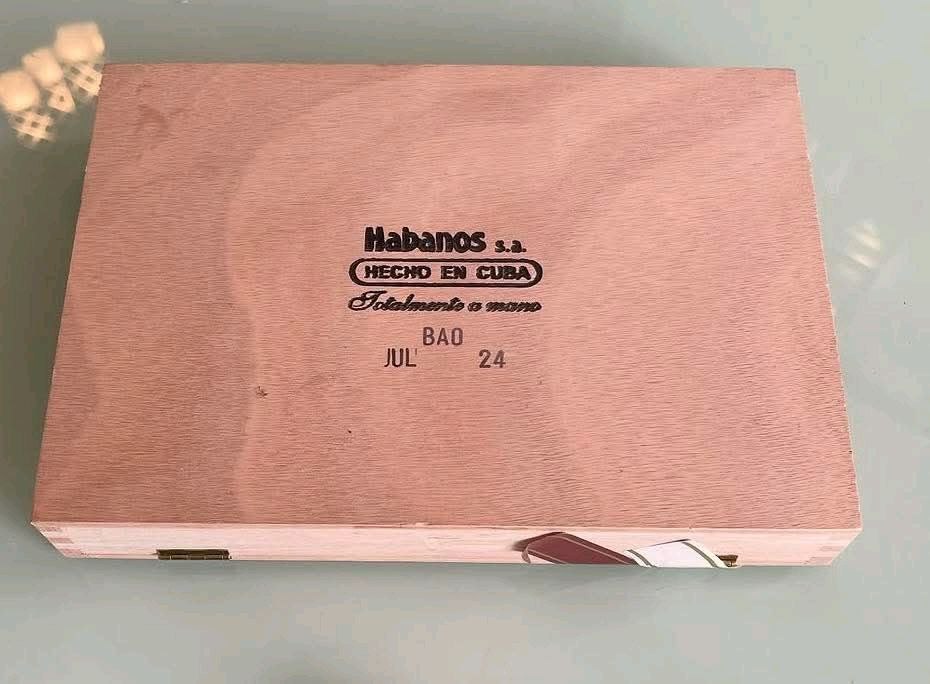 Habanos s.a.
HECHO EN CUBA
Totalmente a mano
BAO
JUL' 24